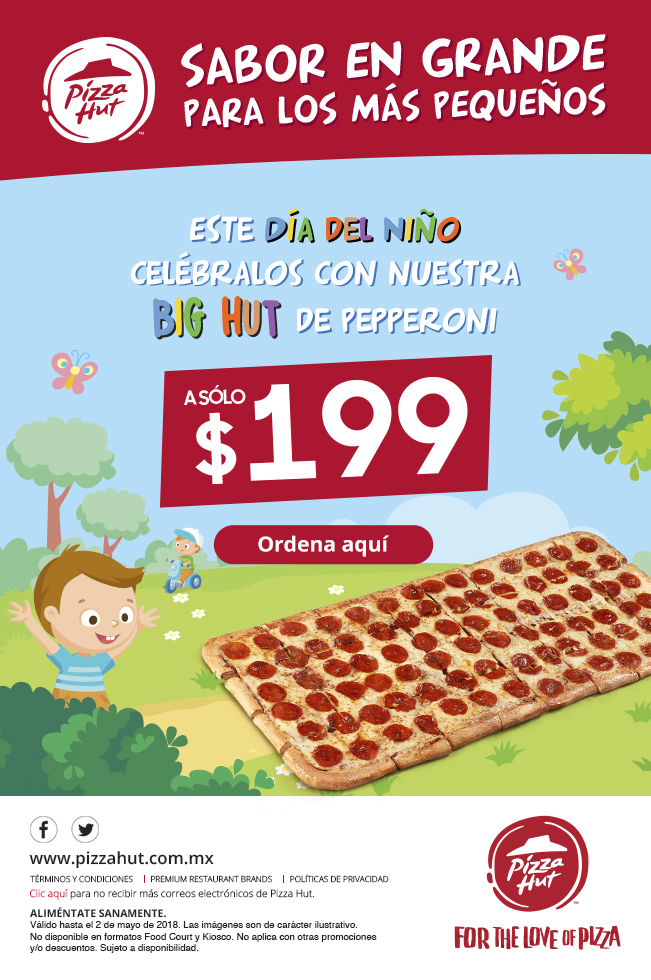 Pizza
Hut
™
SABOR EN GRANDE
PARA LOS MÁS PEQUEÑOS
ESTE DÍA DEL NIÑO
CELÉBRALOS CON NUESTRA
BIG HUT DE PEPPERONI
A SÓLO
$199
Ordena aquí
www.pizzahut.com.mx
TÉRMINOS Y CONDICIONES | PREMIUM RESTAURANT BRANDS | POLÍTICAS DE PRIVACIDAD
Clic aquí para no recibir más correos electrónicos de Pizza Hut.
ALIMÉNTATE SANAMENTE.
Válido hasta el 2 de mayo de 2018. Las imágenes son de carácter ilustrativo.
No disponible en formatos Food Court y Kiosco. No aplica con otras promociones
y/o descuentos. Sujeto a disponibilidad.
Pizza
Hut
™
FOR THE LOVE OF PIZZA